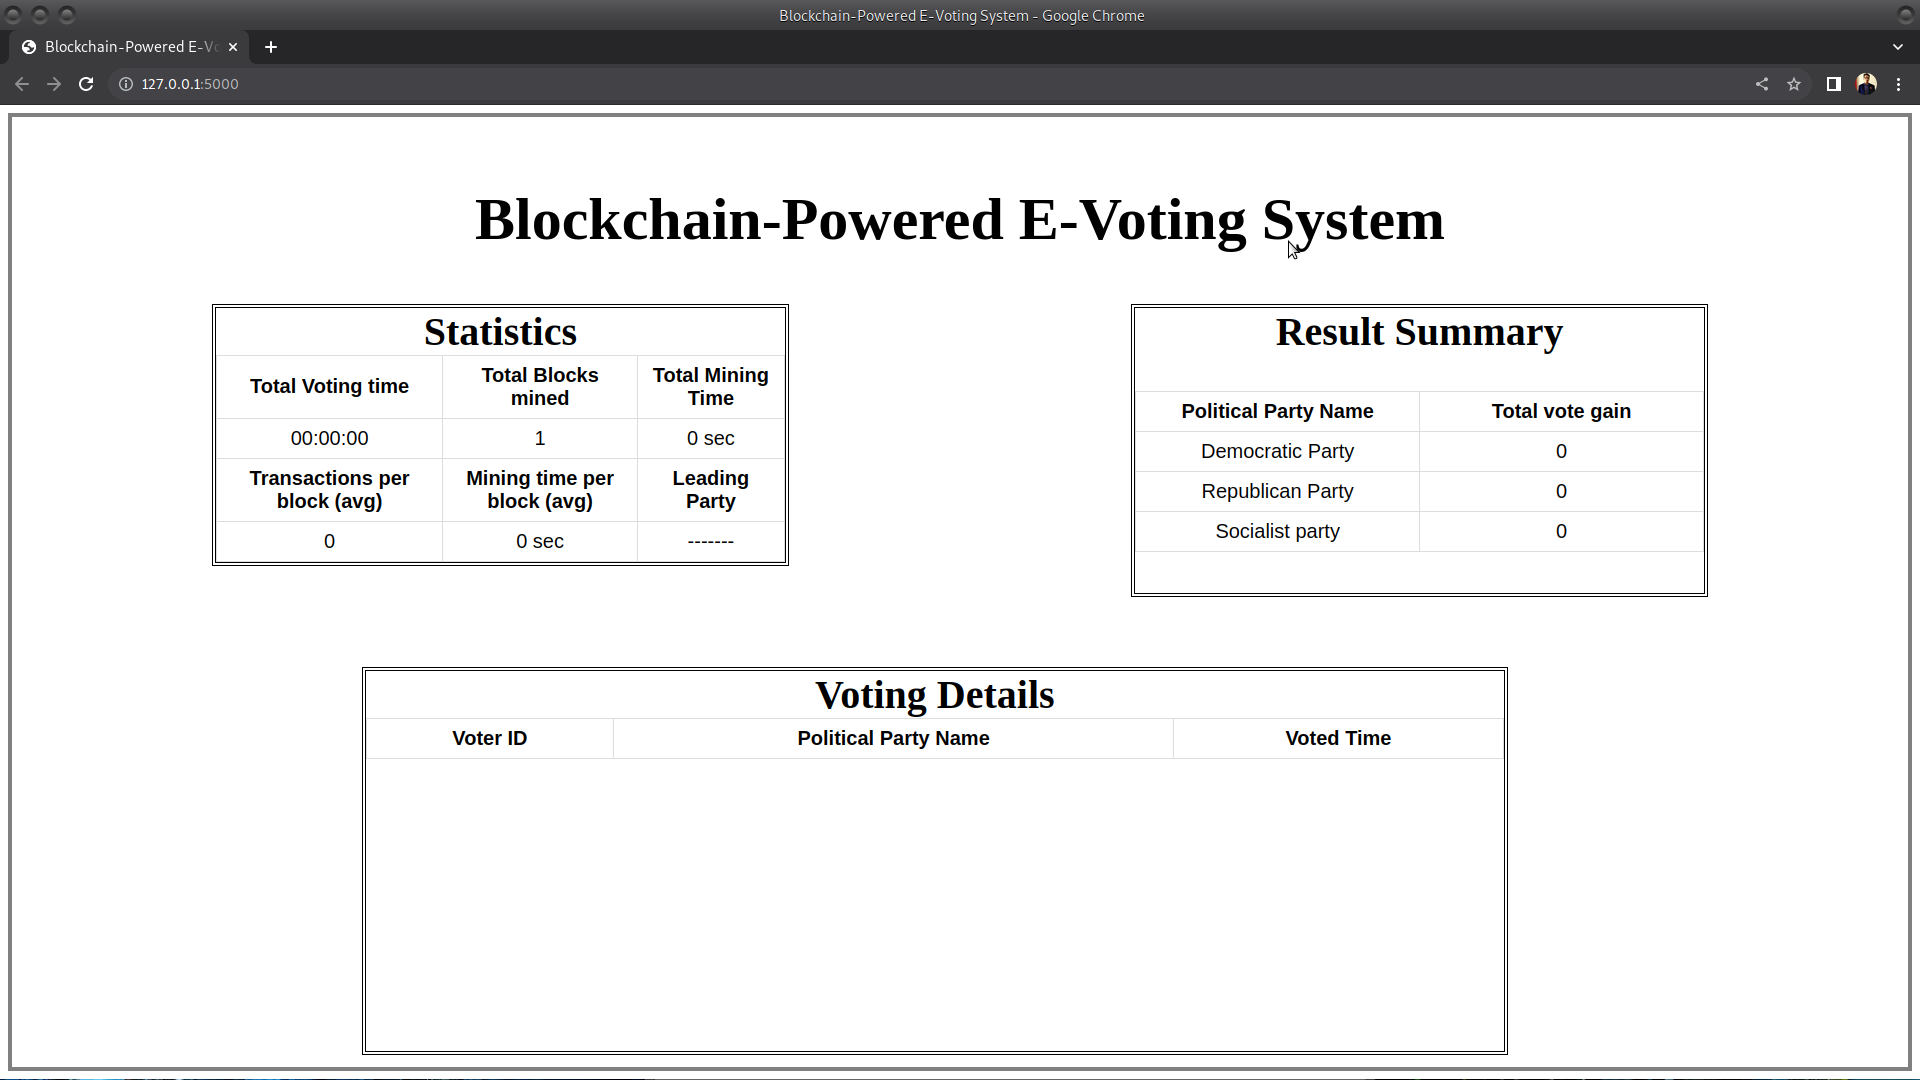 Blockchain-Powered E-Voting System - Google Chrome
Blockchain-Powered E-Vo
127.0.0.1:5000
Blockchain-Powered E-Voting System
Statistics
Total Voting time
Total Blocks
mined
Total Mining
Time
00:00:00
1
0 sec
Transactions per
block (avg)
Mining time per
block (avg)
Leading
Party
0
0 sec
-------
Result Summary
Political Party Name
Total vote gain
Democratic Party
0
Republican Party
0
Socialist party
0
Voting Details
Voter ID
Political Party Name
Voted Time